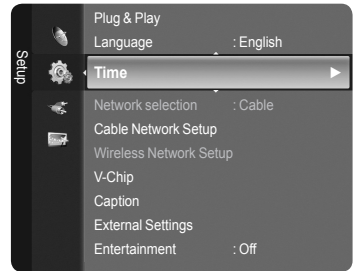 Setup
Plug & Play
Language : English
Time
Network selection : Cable
Cable Network Setup
Wireless Network Setup
V-Chip
Caption
External Settings
Entertainment : Off